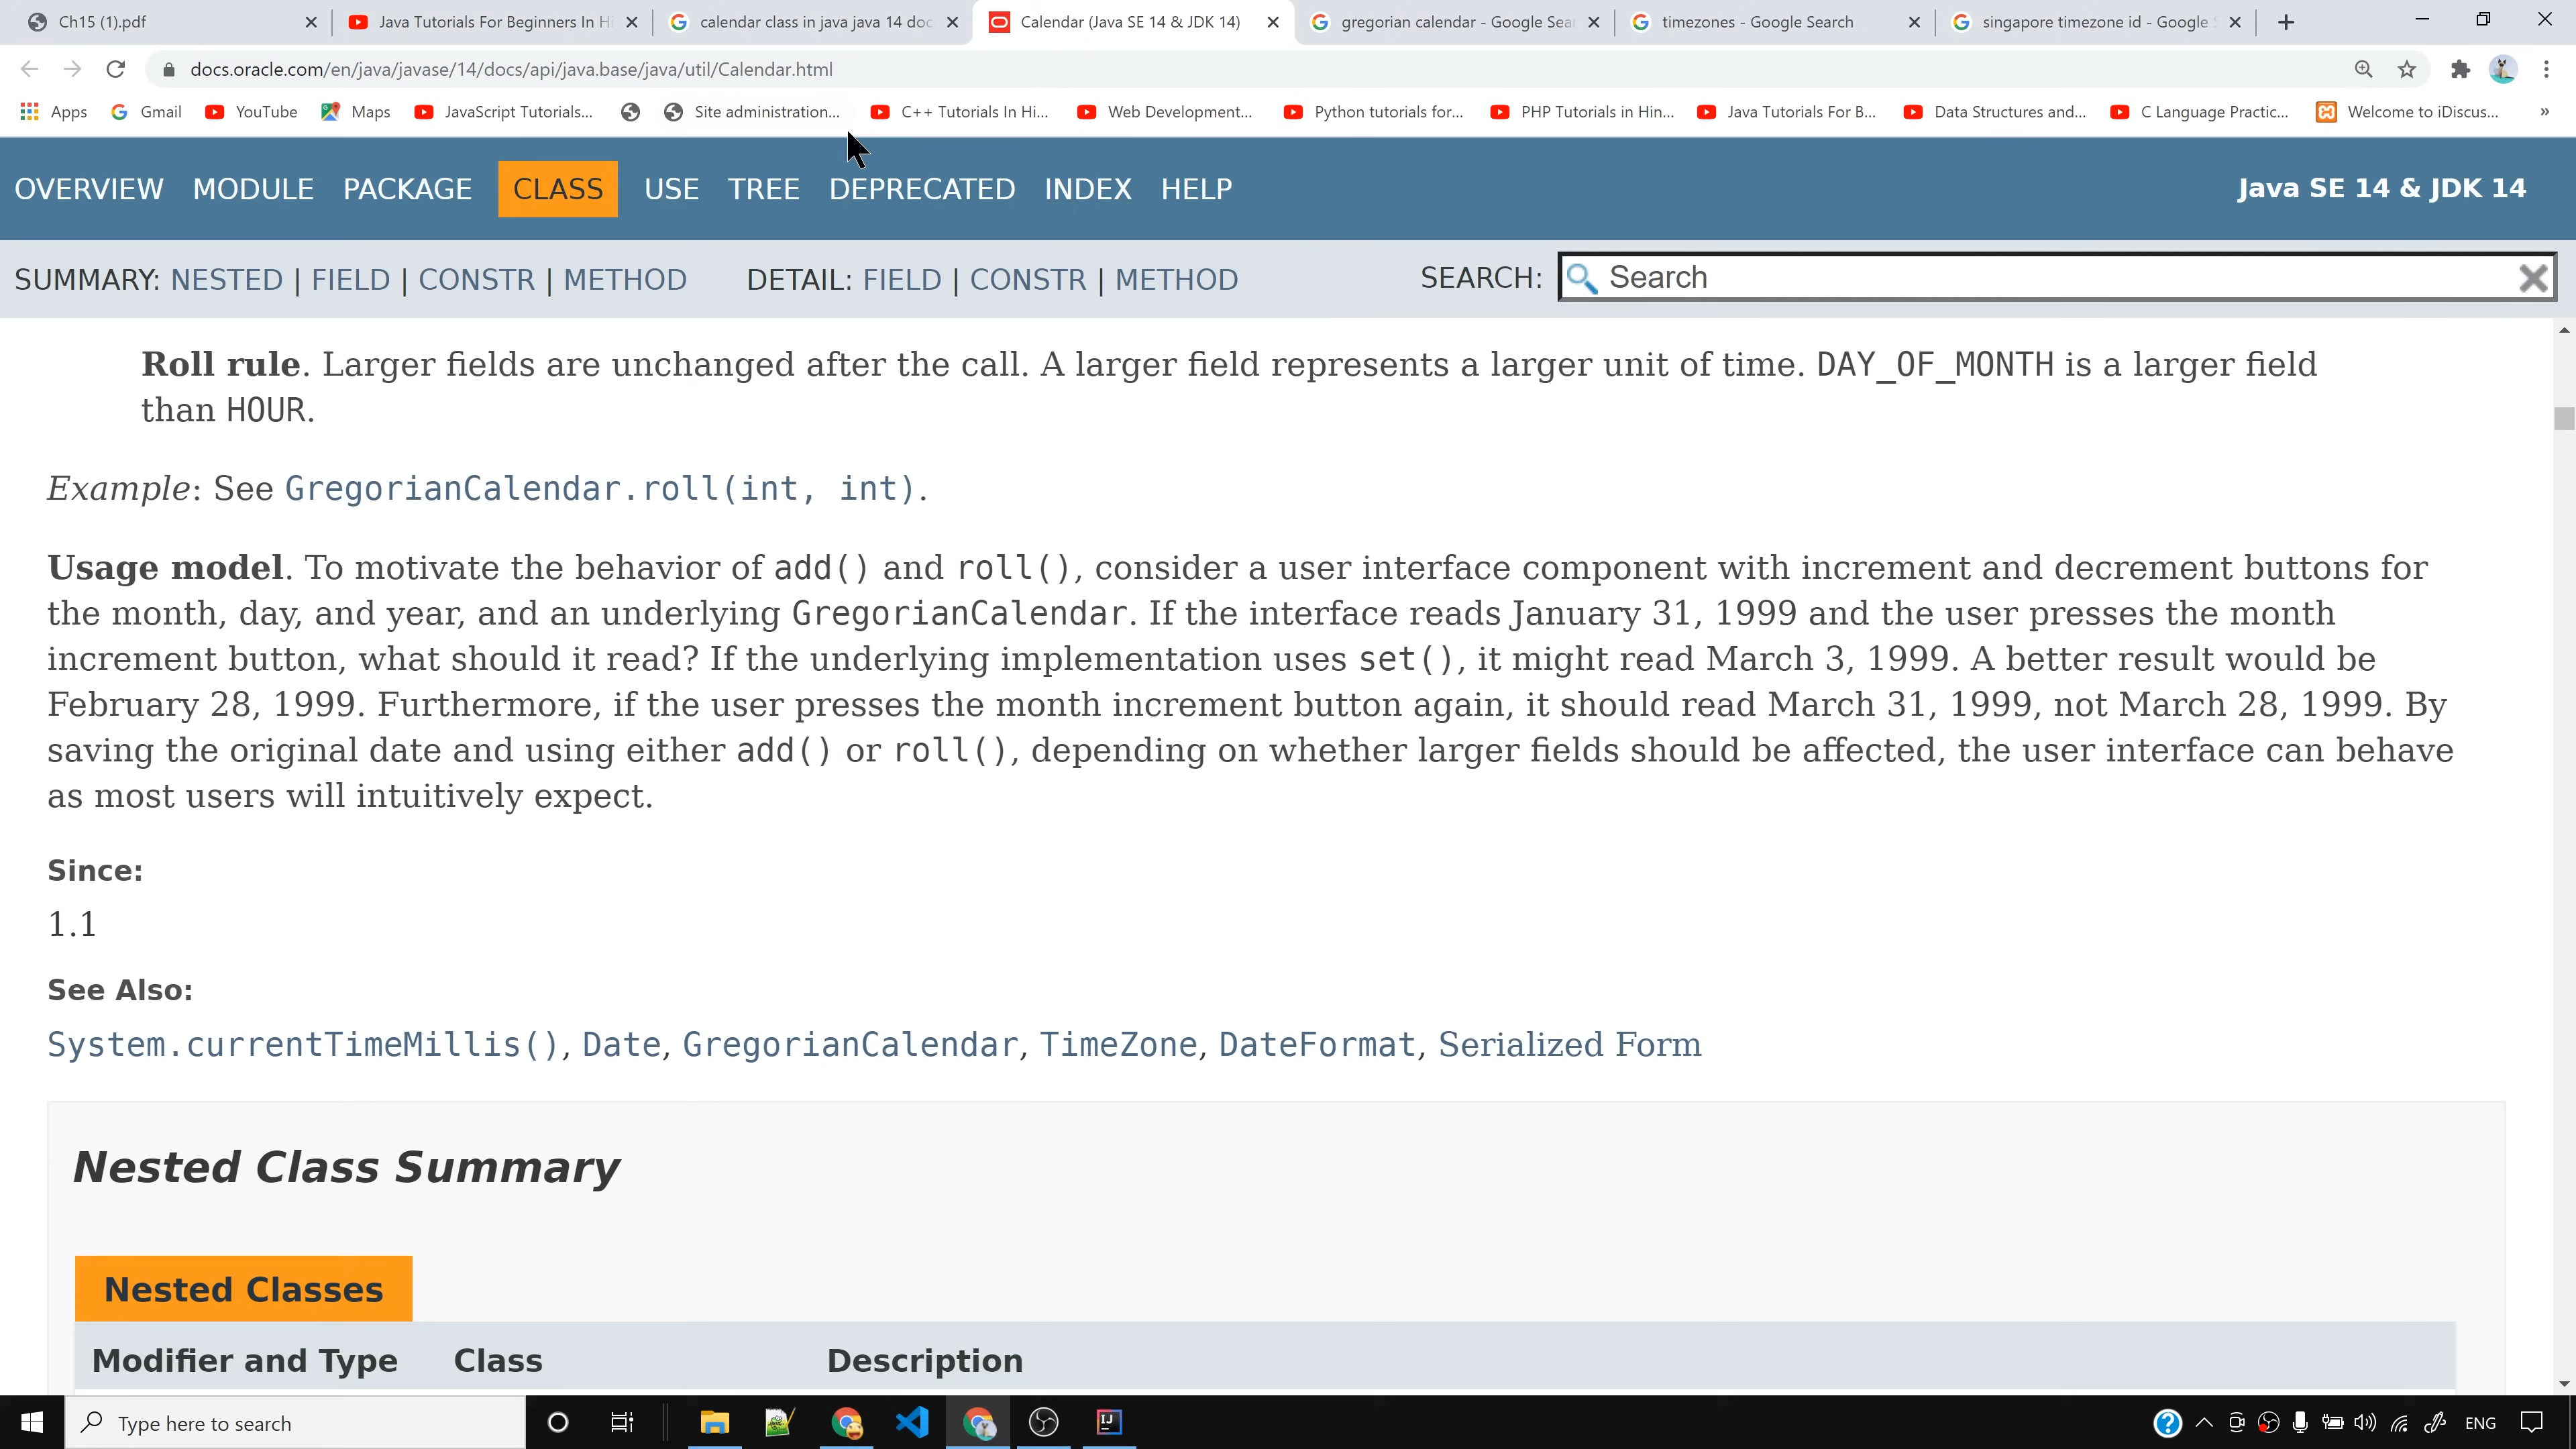 Ch15 (1).pdf
Java Tutorials For Beginners In Hi
calendar class in java java 14 doc
Calendar (Java SE 14 & JDK 14)
gregorian calendar - Google Sea
timezones - Google Search
singapore timezone id - Google S
docs.oracle.com/en/java/javase/14/docs/api/java.base/java/util/Calendar.html
Apps
Gmail
YouTube
Maps
JavaScript Tutorials...
Site administration...
C++ Tutorials In Hi...
Web Development...
Python tutorials for...
PHP Tutorials in Hin...
Java Tutorials For B...
Data Structures and...
C Language Practic...
Welcome to iDiscus...
»
OVERVIEW MODULE PACKAGE CLASS USE TREE DEPRECATED INDEX HELP
Java SE 14 & JDK 14
SUMMARY: NESTED | FIELD | CONSTR | METHOD DETAIL: FIELD | CONSTR | METHOD
SEARCH: Search
Roll rule. Larger fields are unchanged after the call. A larger field represents a larger unit of time. DAY_OF_MONTH is a larger field
than HOUR.
Example: See GregorianCalendar.roll(int, int).
Usage model. To motivate the behavior of add() and roll(), consider a user interface component with increment and decrement buttons for
the month, day, and year, and an underlying GregorianCalendar. If the interface reads January 31, 1999 and the user presses the month
increment button, what should it read? If the underlying implementation uses set(), it might read March 3, 1999. A better result would be
February 28, 1999. Furthermore, if the user presses the month increment button again, it should read March 31, 1999, not March 28, 1999. By
saving the original date and using either add() or roll(), depending on whether larger fields should be affected, the user interface can behave
as most users will intuitively expect.
Since:
1.1
See Also:
System.currentTimeMillis(), Date, GregorianCalendar, TimeZone, DateFormat, Serialized Form
Nested Class Summary
Nested Classes
Modifier and Type Class Description
Type here to search
IJ
ENG